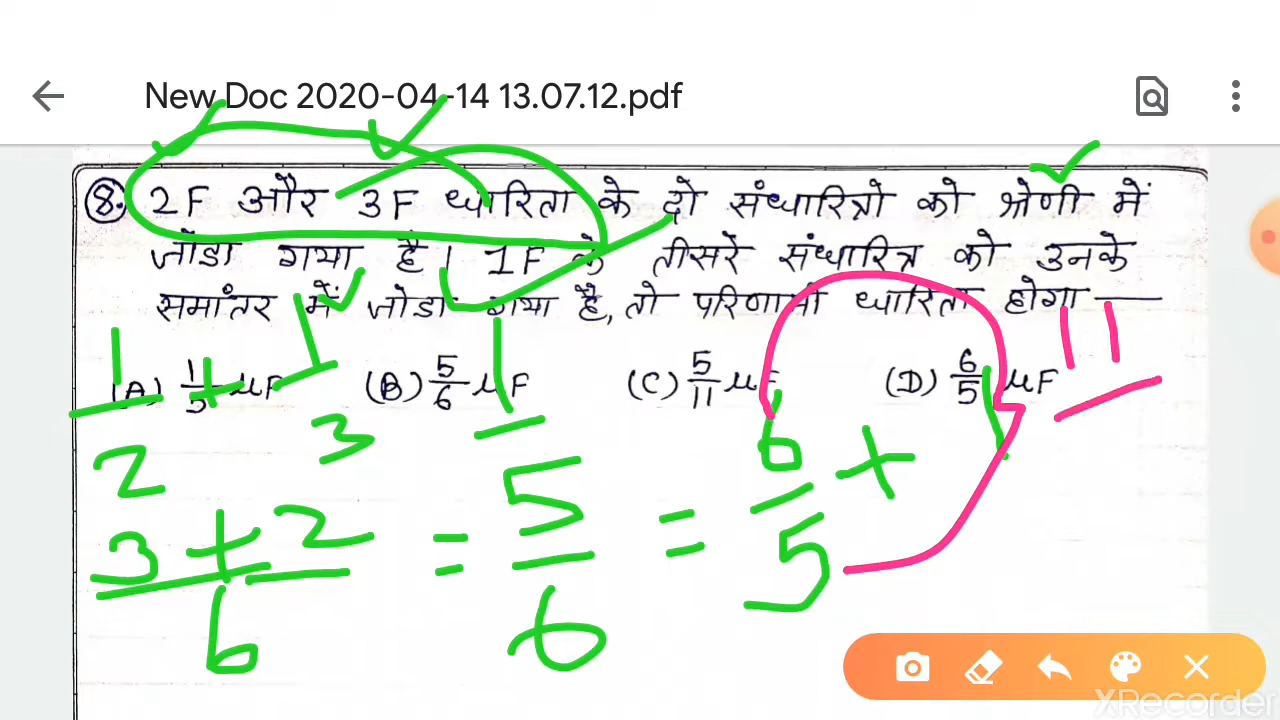 New Doc 2020-04-14 13.07.12.pdf
8. 2F और 3F धारिता के दो संधारित्रो को श्रेणी में
जोडा गया है। 1F के तीसरे संधारित्र को उनके
समांतर में जोडा गया है, तो परिणामी धारिता होगा —
(A) 1/5 μF (B) 5/6 μF (C) 5/11 μF (D) 6/5 μF
1/2 + 1/3 1
3+2/6 = 5/6 = 6/5 + 1
11
XRecorder